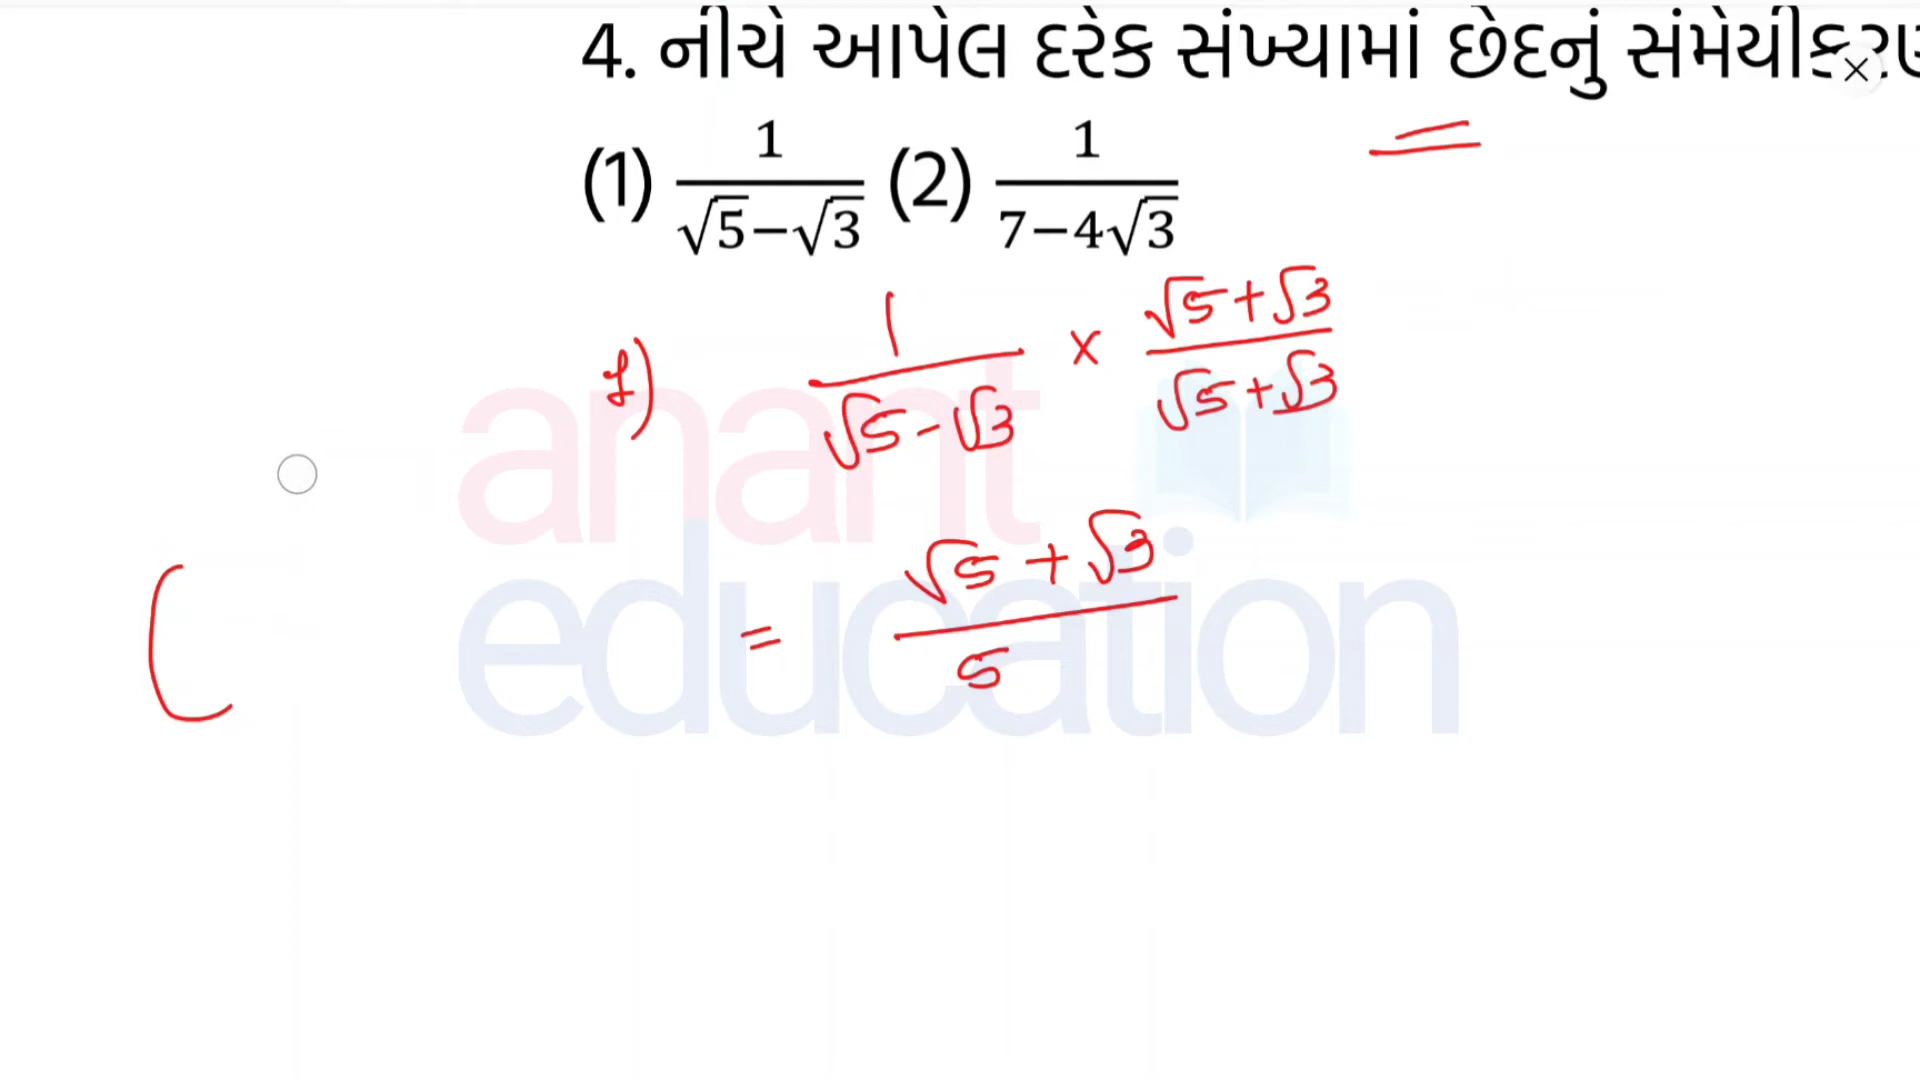 4. નીચે આપેલ દરેક સંખ્યામાં છેદનું સંમેયીકરણ
(1) 1/(√5−√3) (2) 1/(7−4√3)
1) 1/(√5-√3) × (√5+√3)/(√5+√3)
= (√5+√3)/5
anant
education